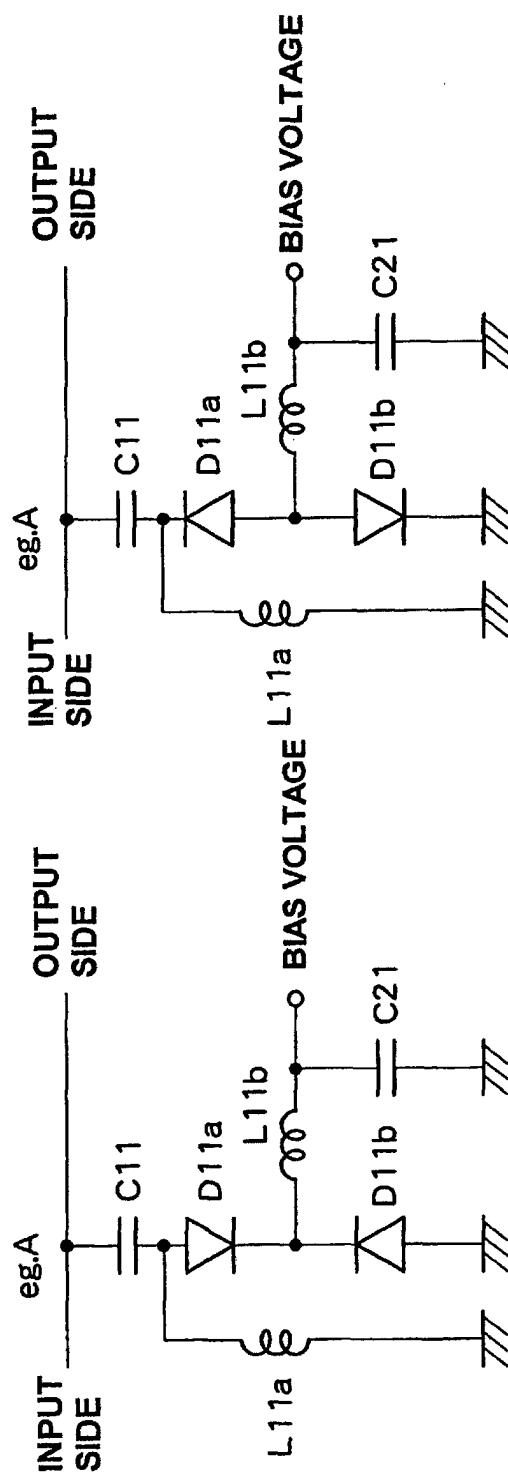 INPUT
SIDE
eg.A
OUTPUT
SIDE
C11
D11a
L11b
BIAS VOLTAGE
L11a
D11b
C21
INPUT
SIDE
eg.A
OUTPUT
SIDE
C11
D11a
L11b
BIAS VOLTAGE
L11a
D11b
C21